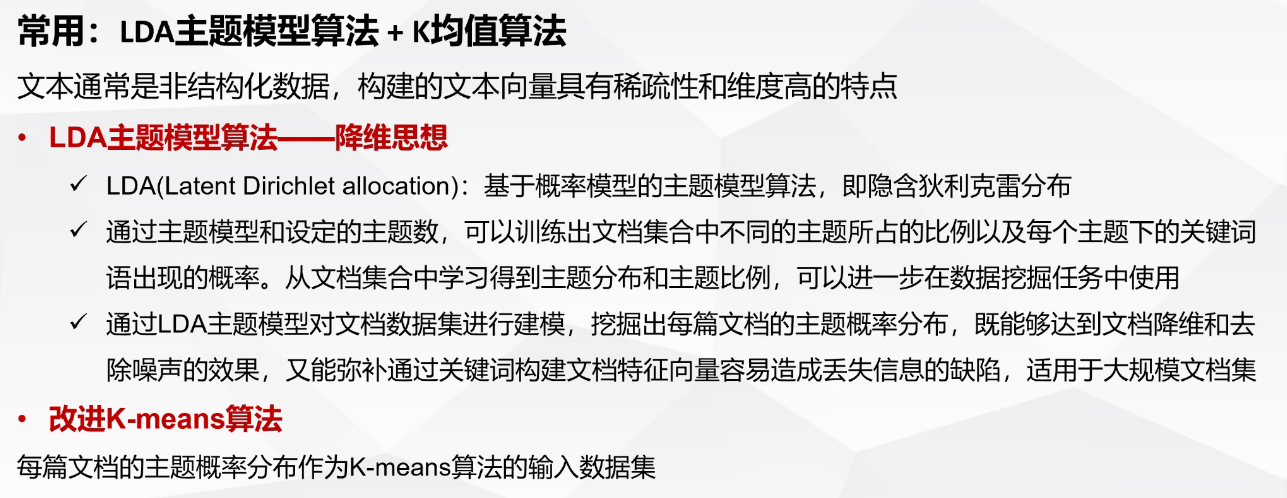 常用：LDA主题模型算法 + K均值算法
文本通常是非结构化数据，构建的文本向量具有稀疏性和维度高的特点
• LDA主题模型算法——降维思想
✓ LDA(Latent Dirichlet allocation)：基于概率模型的主题模型算法，即隐含狄利克雷分布
✓ 通过主题模型和设定的主题数，可以训练出文档集合中不同的主题所占的比例以及每个主题下的关键词
语出现的概率。从文档集合中学习得到主题分布和主题比例，可以进一步在数据挖掘任务中使用
✓ 通过LDA主题模型对文档数据集进行建模，挖掘出每篇文档的主题概率分布，既能够达到文档降维和去
除噪声的效果，又能弥补通过关键词构建文档特征向量容易造成丢失信息的缺陷，适用于大规模文档集
• 改进K-means算法
每篇文档的主题概率分布作为K-means算法的输入数据集